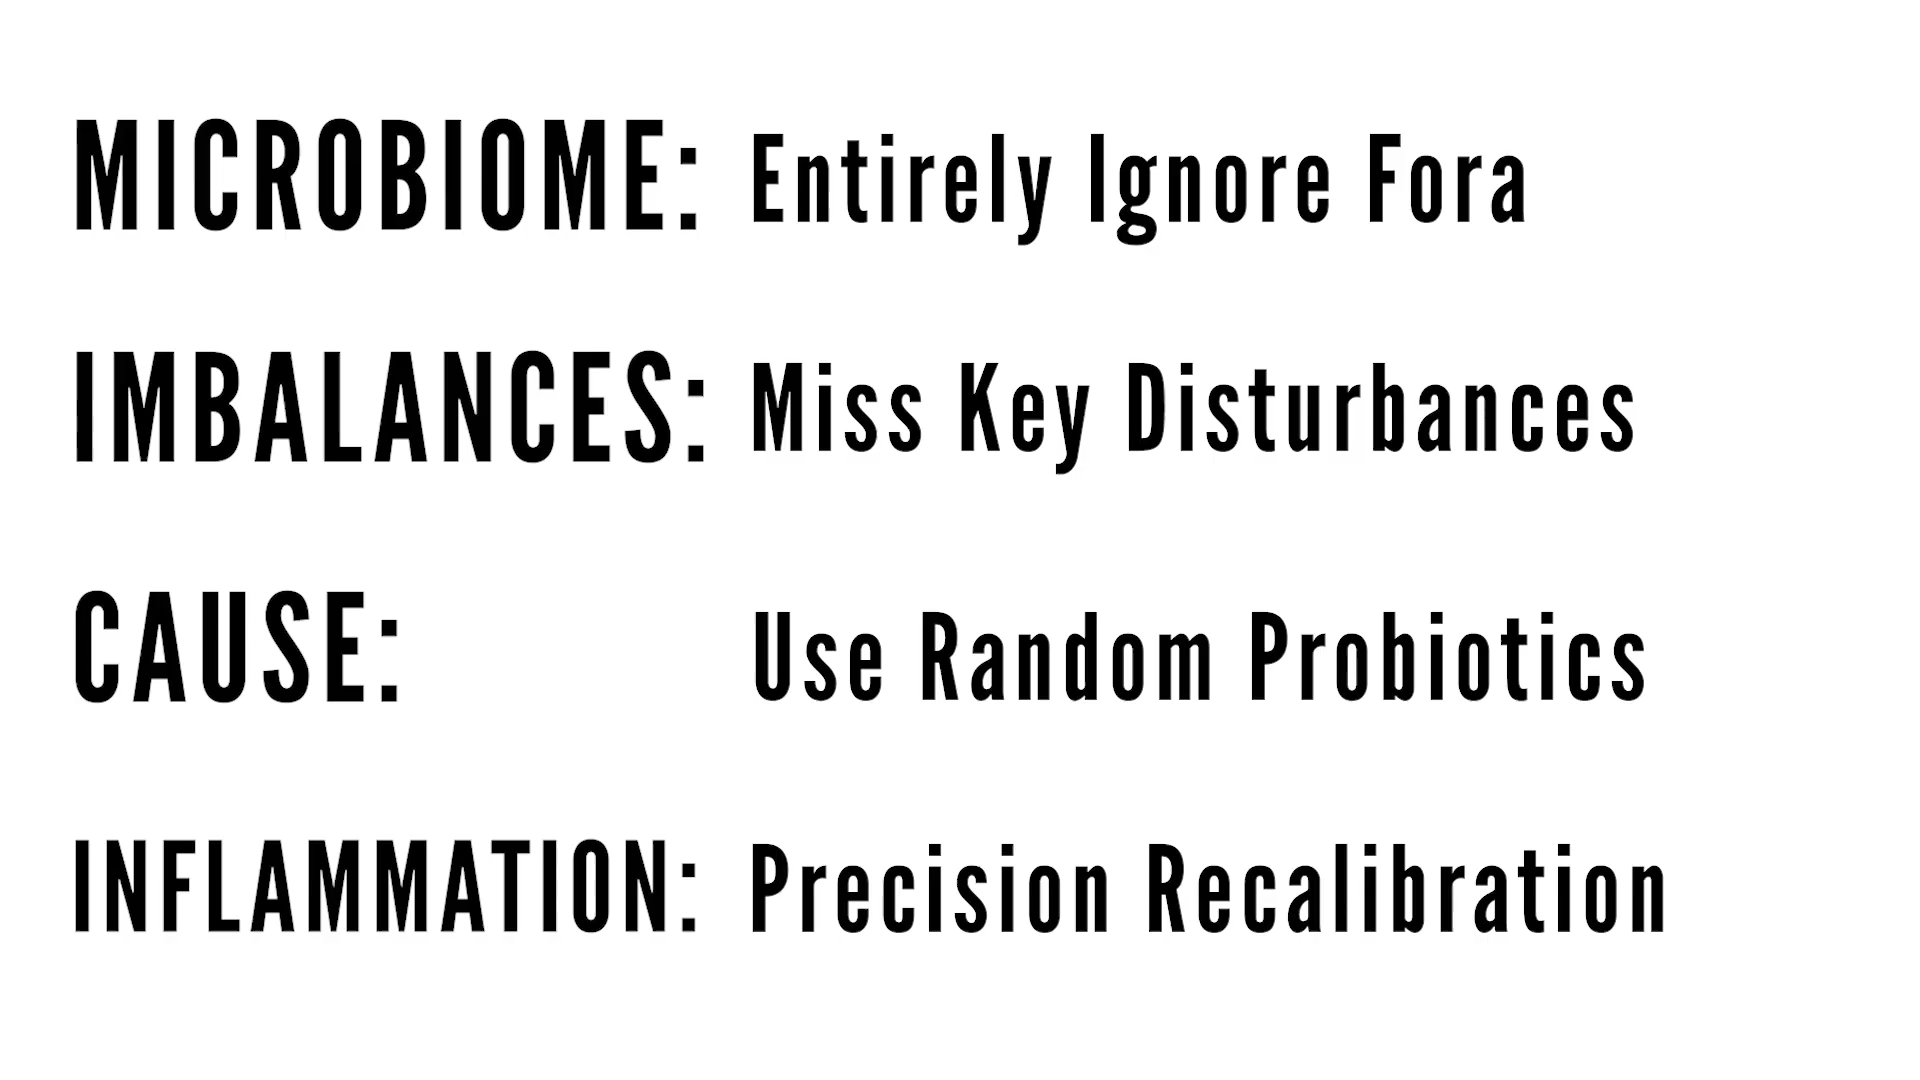 MICROBIOME: Entirely Ignore Fora
IMBALANCES: Miss Key Disturbances
CAUSE: Use Random Probiotics
INFLAMMATION: Precision Recalibration